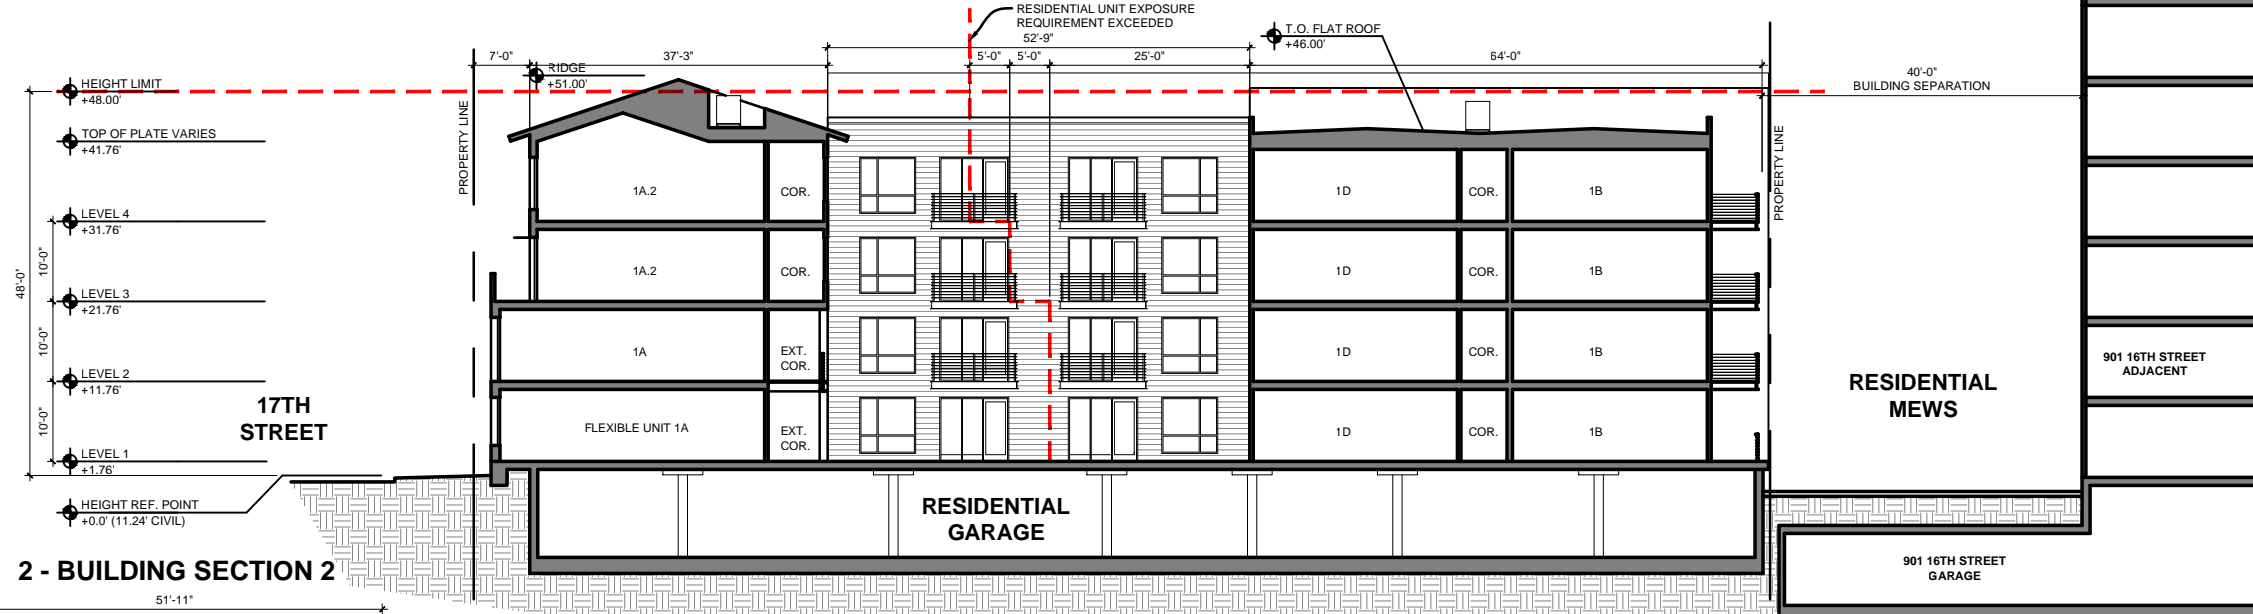 RESIDENTIAL UNIT EXPOSURE
REQUIREMENT EXCEEDED
52'-9"
T.O. FLAT ROOF
+46.00'
7'-0"
37'-3"
5'-0"
5'-0"
25'-0"
64'-0"
RIDGE
+51.00'
40'-0"
BUILDING SEPARATION
HEIGHT LIMIT
+48.00'
TOP OF PLATE VARIES
+41.76'
PROPERTY LINE
PROPERTY LINE
1A.2
COR.
1D
COR.
1B
LEVEL 4
+31.76'
10'-0"
48'-0"
1A.2
COR.
1D
COR.
1B
LEVEL 3
+21.76'
10'-0"
1A
EXT.
COR.
1D
COR.
1B
901 16TH STREET
ADJACENT
LEVEL 2
+11.76'
RESIDENTIAL
MEWS
10'-0"
17TH
STREET
FLEXIBLE UNIT 1A
EXT.
COR.
1D
COR.
1B
LEVEL 1
+1.76'
HEIGHT REF. POINT
+0.0' (11.24' CIVIL)
RESIDENTIAL
GARAGE
901 16TH STREET
GARAGE
2 - BUILDING SECTION 2
51'-11"